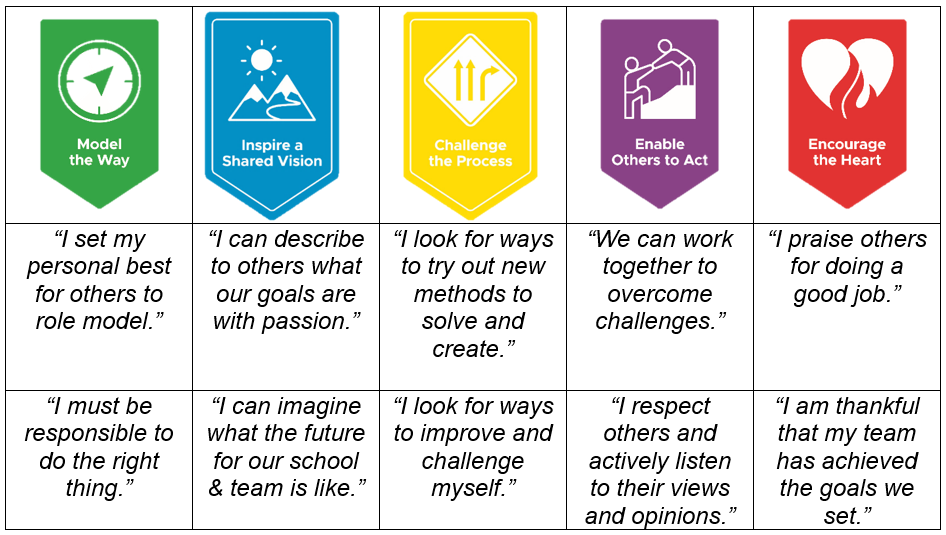 Model
the Way
Inspire a
Shared Vision
Challenge
the Process
Enable
Others to Act
Encourage
the Heart
“I set my
personal best
for others to
role model.”
“I can describe
to others what
our goals are
with passion.”
“I look for ways
to try out new
methods to
solve and
create.”
“We can work
together to
overcome
challenges.”
“I praise others
for doing a
good job.”
“I must be
responsible to
do the right
thing.”
“I can imagine
what the future
for our school
& team is like.”
“I look for ways
to improve and
challenge
myself.”
“I respect
others and
actively listen
to their views
and opinions.”
“I am thankful
that my team
has achieved
the goals we
set.”